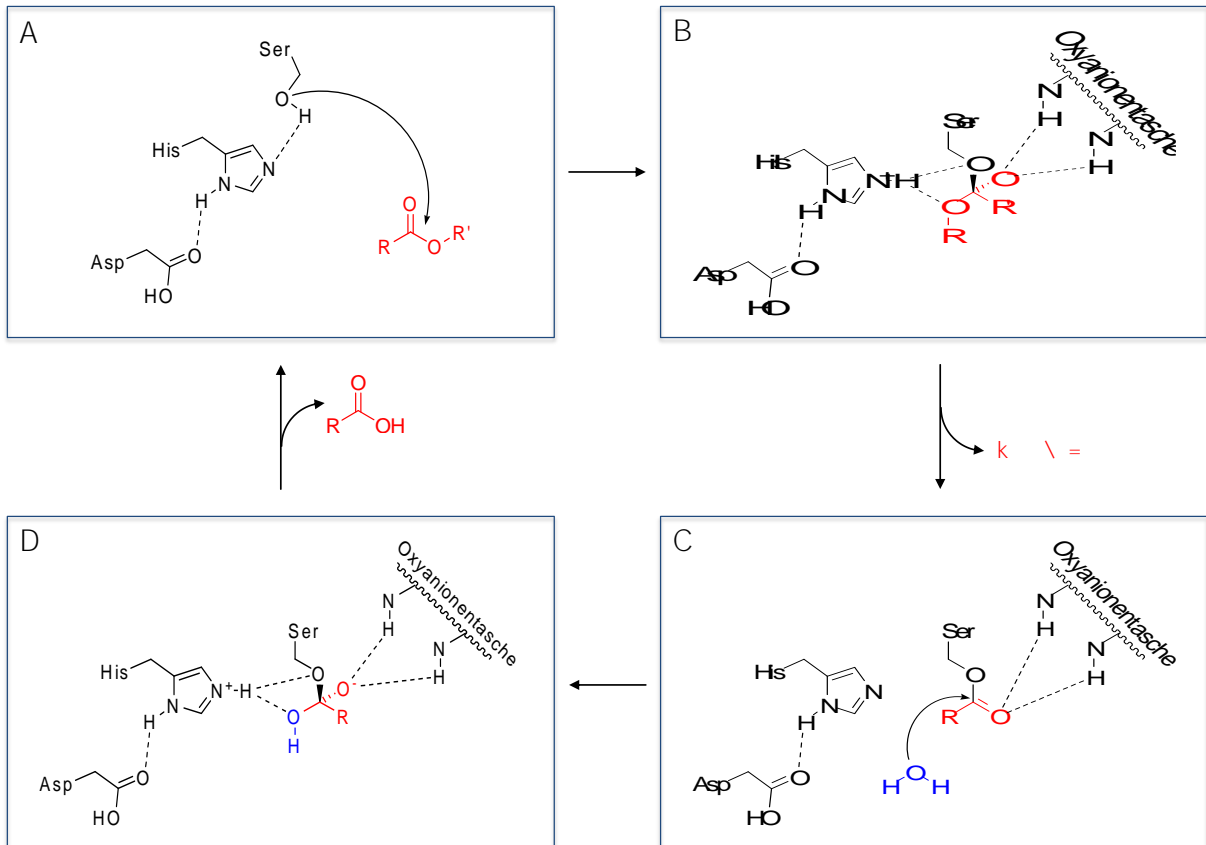 A
Ser
O
H
His
N
N
H
Asp
O
HO
O
R
O
R'
B
Oxyanionentasche
N
H
N
H
Ser
O
O
His
N+H
N
H
O
R
R
Asp
O
HO
O
R
OH
k \ =
D
Oxyanionentasche
N
H
N
H
Ser
O
O-
His
N+
H
N
H
O
R
H
Asp
O
HO
C
Oxyanionentasche
N
H
N
H
Ser
O
His
N
N
H
R
O
Asp
O
HO
O
H
H